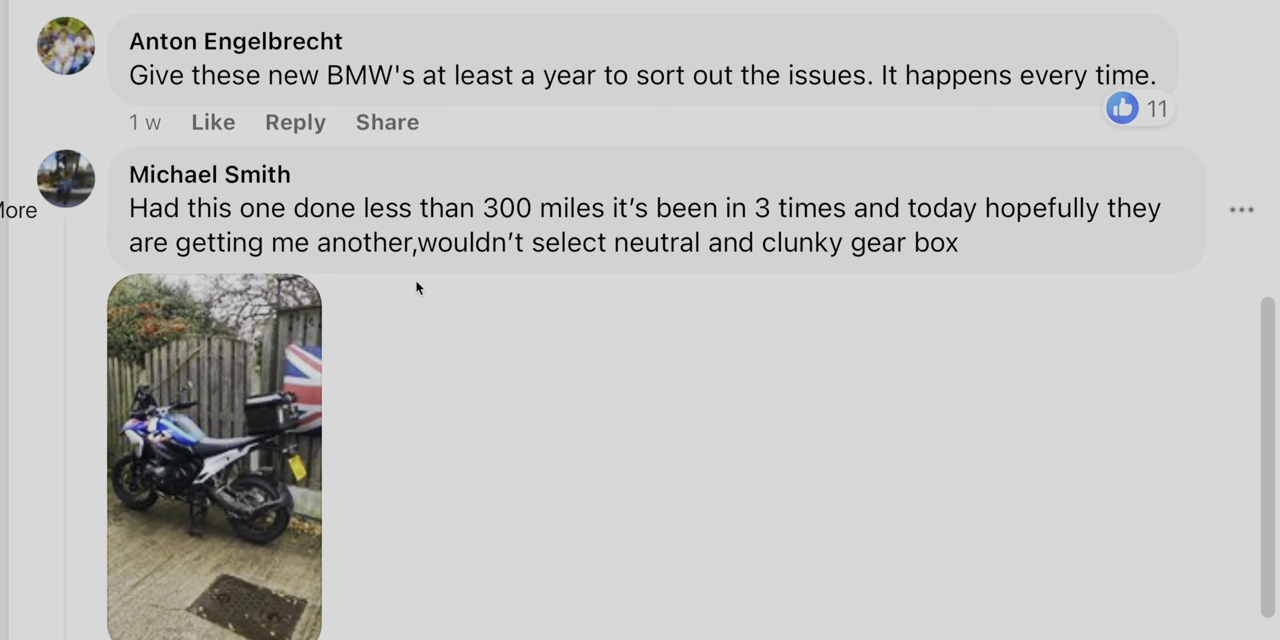 Anton Engelbrecht
Give these new BMW's at least a year to sort out the issues. It happens every time.
11
1 w Like Reply Share
Michael Smith
Had this one done less than 300 miles it’s been in 3 times and today hopefully they
are getting me another,wouldn’t select neutral and clunky gear box
More